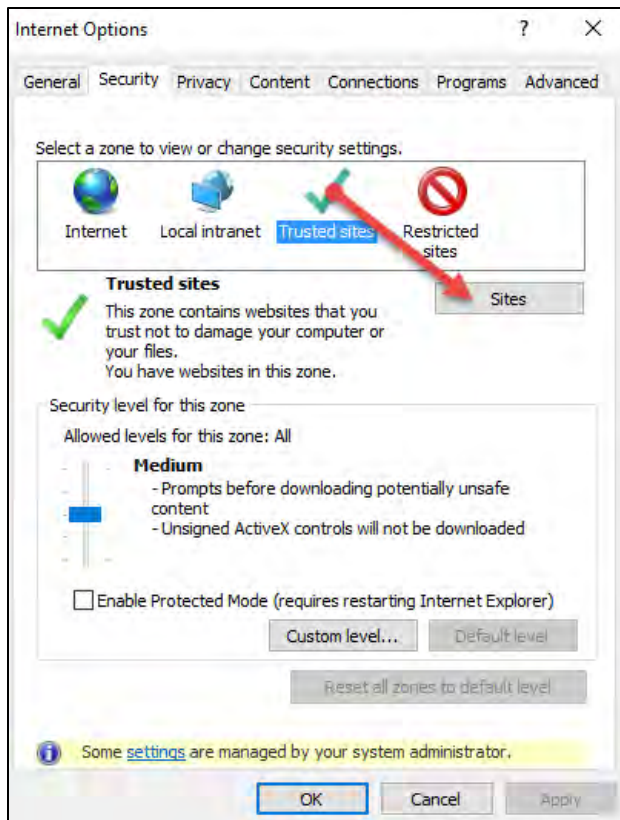 Internet Options ? X
General Security Privacy Content Connections Programs Advanced
Select a zone to view or change security settings.
Internet Local intranet Trusted sites Restricted
sites
Trusted sites
Sites
This zone contains websites that you
trust not to damage your computer or
your files.
You have websites in this zone.
Security level for this zone
Allowed levels for this zone: All
Medium
- Prompts before downloading potentially unsafe
content
- Unsigned ActiveX controls will not be downloaded
Enable Protected Mode (requires restarting Internet Explorer)
Custom level... Default level
Reset all zones to default level
Some settings are managed by your system administrator.
OK Cancel Apply